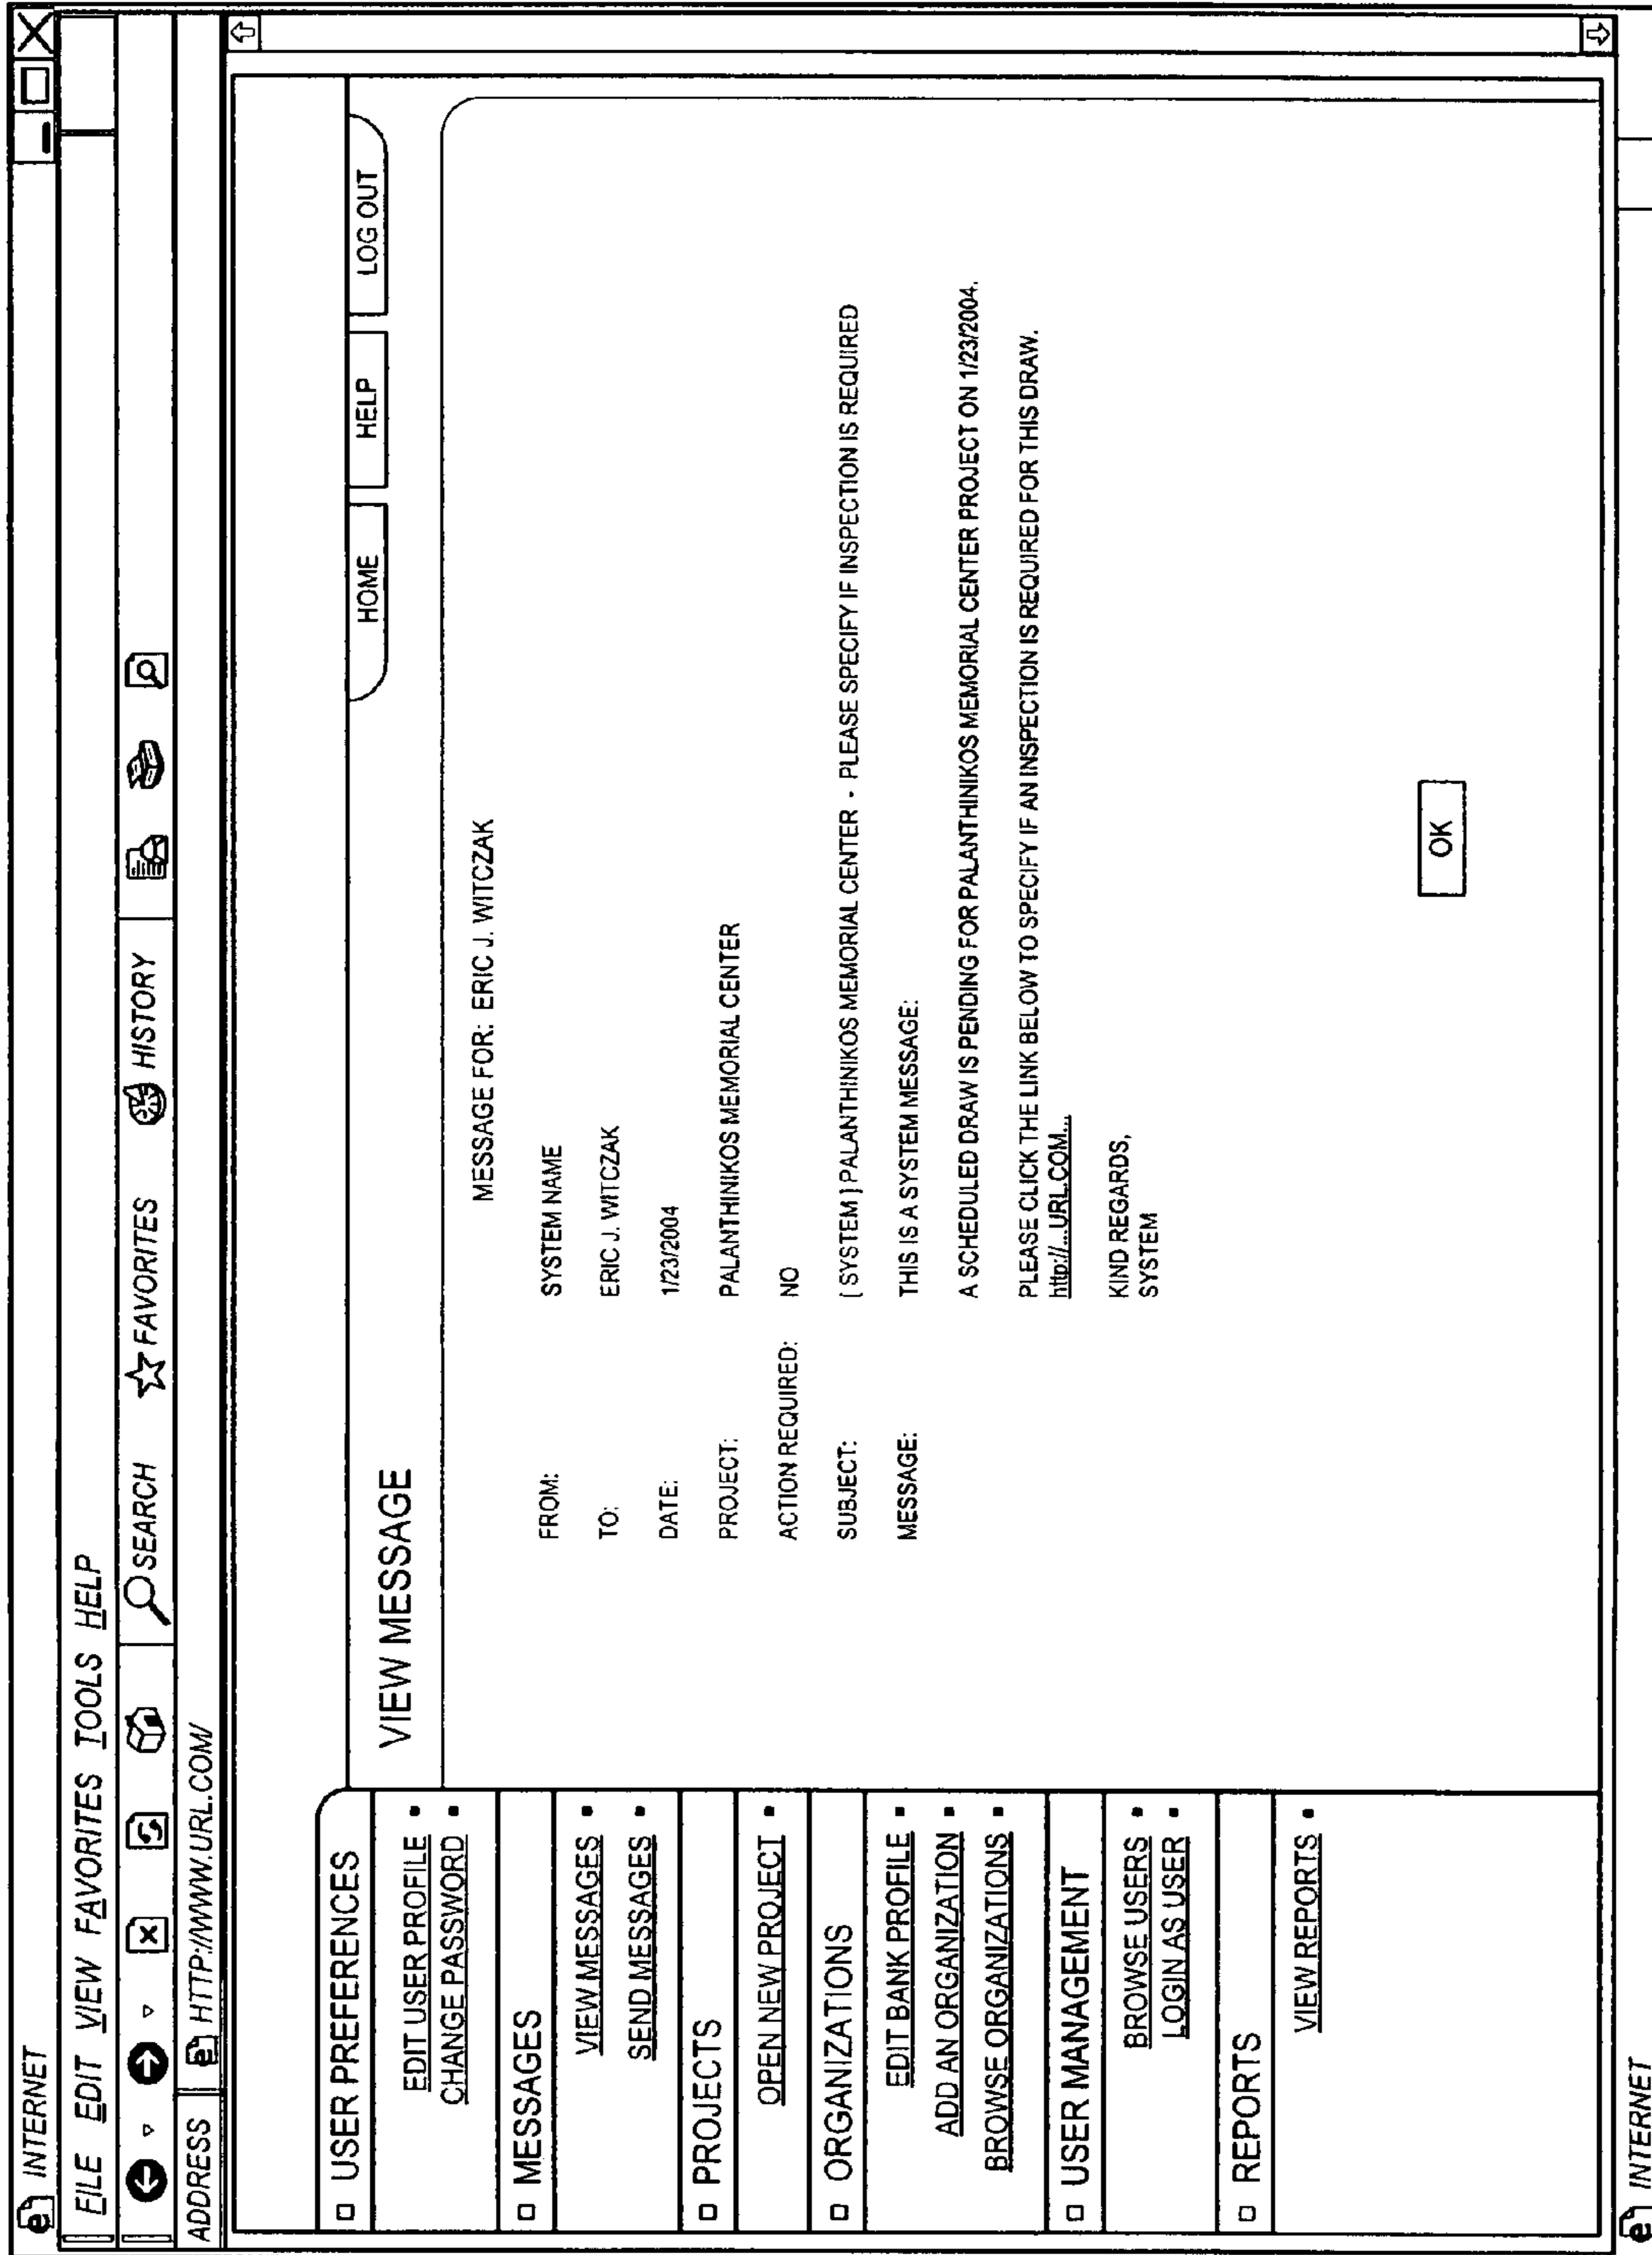 INTERNET
FILE EDIT VIEW FAVORITES TOOLS HELP
SEARCH FAVORITES HISTORY
ADDRESS HTTP://WWW.URL.COM/
HOME HELP LOG OUT
USER PREFERENCES
EDIT USER PROFILE
CHANGE PASSWORD
MESSAGES
VIEW MESSAGES
SEND MESSAGES
PROJECTS
OPEN NEW PROJECT
ORGANIZATIONS
EDIT BANK PROFILE
ADD AN ORGANIZATION
BROWSE ORGANIZATIONS
USER MANAGEMENT
BROWSE USERS
LOGIN AS USER
REPORTS
VIEW REPORTS
VIEW MESSAGE
MESSAGE FOR: ERIC J. WITCZAK
FROM: SYSTEM NAME
TO: ERIC J. WITCZAK
DATE: 1/23/2004
PROJECT: PALANTHINIKOS MEMORIAL CENTER
ACTION REQUIRED: NO
SUBJECT: [ SYSTEM ] PALANTHINIKOS MEMORIAL CENTER - PLEASE SPECIFY IF INSPECTION IS REQUIRED
MESSAGE: THIS IS A SYSTEM MESSAGE:
A SCHEDULED DRAW IS PENDING FOR PALANTHINIKOS MEMORIAL CENTER PROJECT ON 1/23/2004.
PLEASE CLICK THE LINK BELOW TO SPECIFY IF AN INSPECTION IS REQUIRED FOR THIS DRAW.
http://...URL.COM...
KIND REGARDS,
SYSTEM
OK
INTERNET